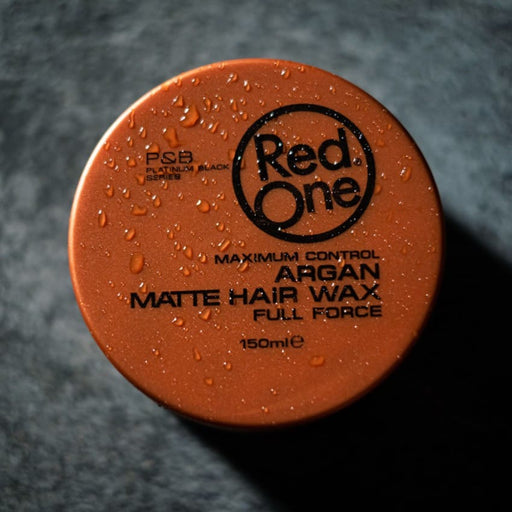 P&B
PLATINUM BLACK
SERIES
Red
One
MAXIMUM CONTROL
ARGAN
MATTE HAIR WAX
FULL FORCE
150ml℮